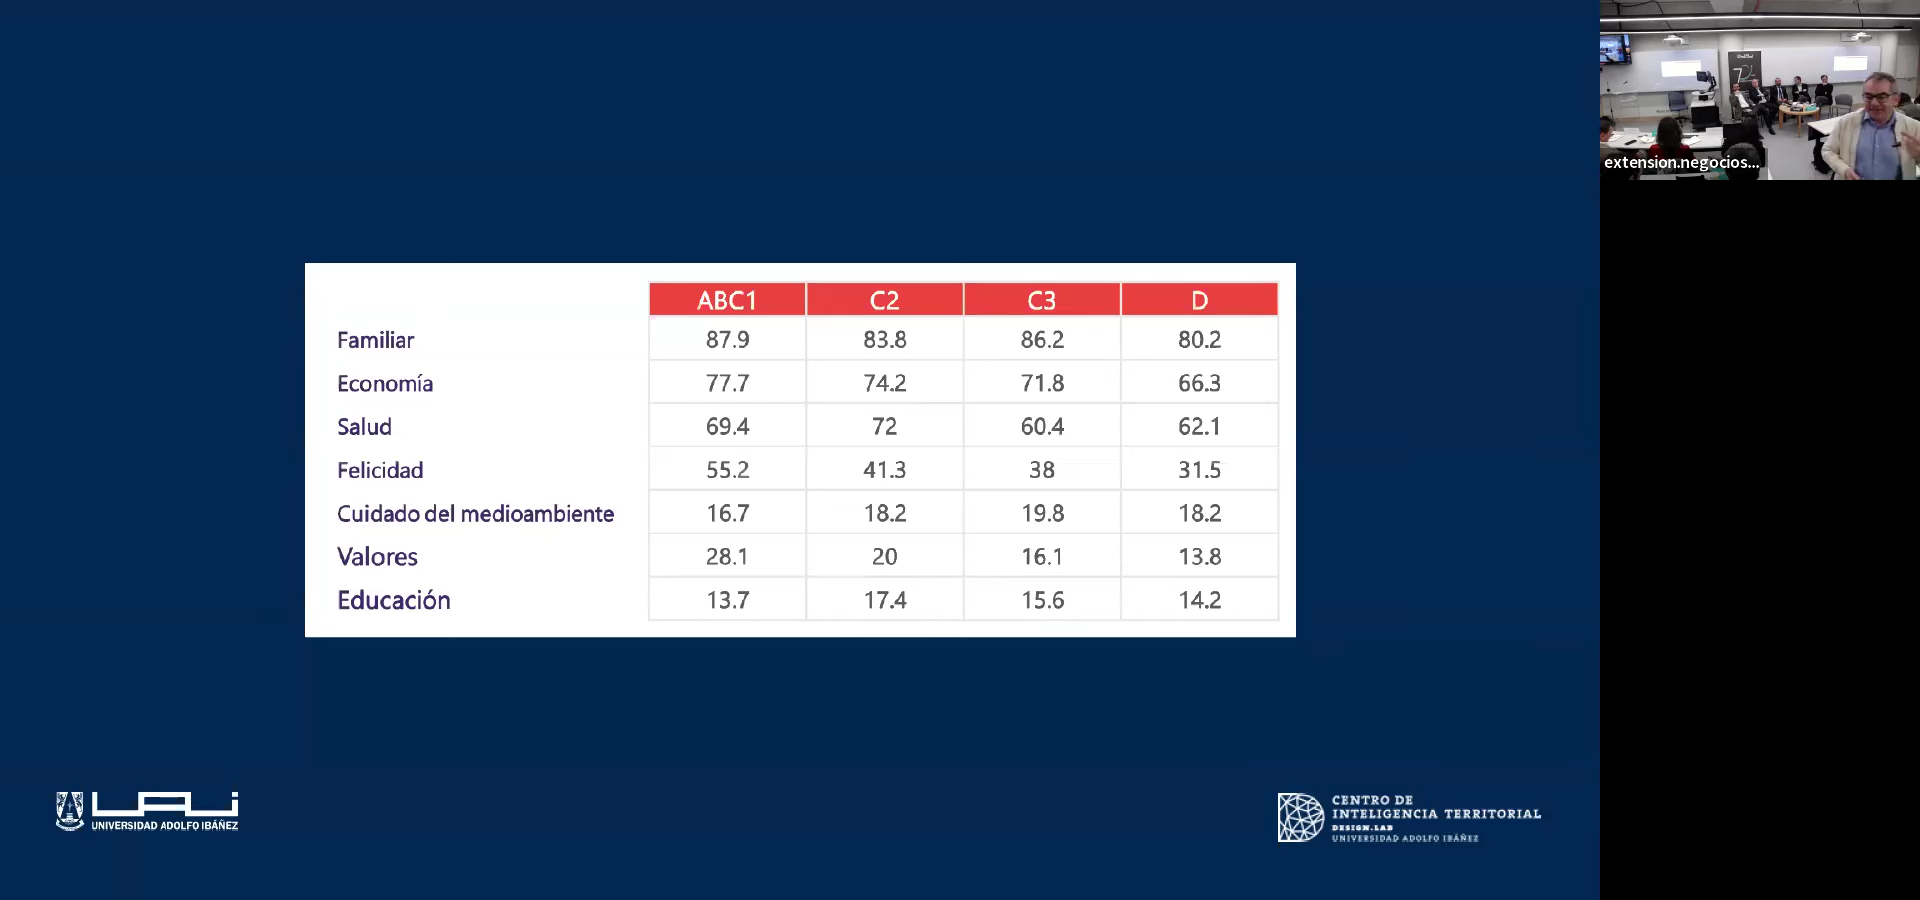 ABC1 C2 C3 D
Familiar 87.9 83.8 86.2 80.2
Economía 77.7 74.2 71.8 66.3
Salud 69.4 72 60.4 62.1
Felicidad 55.2 41.3 38 31.5
Cuidado del medioambiente 16.7 18.2 19.8 18.2
Valores 28.1 20 16.1 13.8
Educación 13.7 17.4 15.6 14.2
UAI
UNIVERSIDAD ADOLFO IBÁÑEZ
CENTRO DE
INTELIGENCIA TERRITORIAL
DESIGN.LAB
UNIVERSIDAD ADOLFO IBÁÑEZ
extension.negocios...